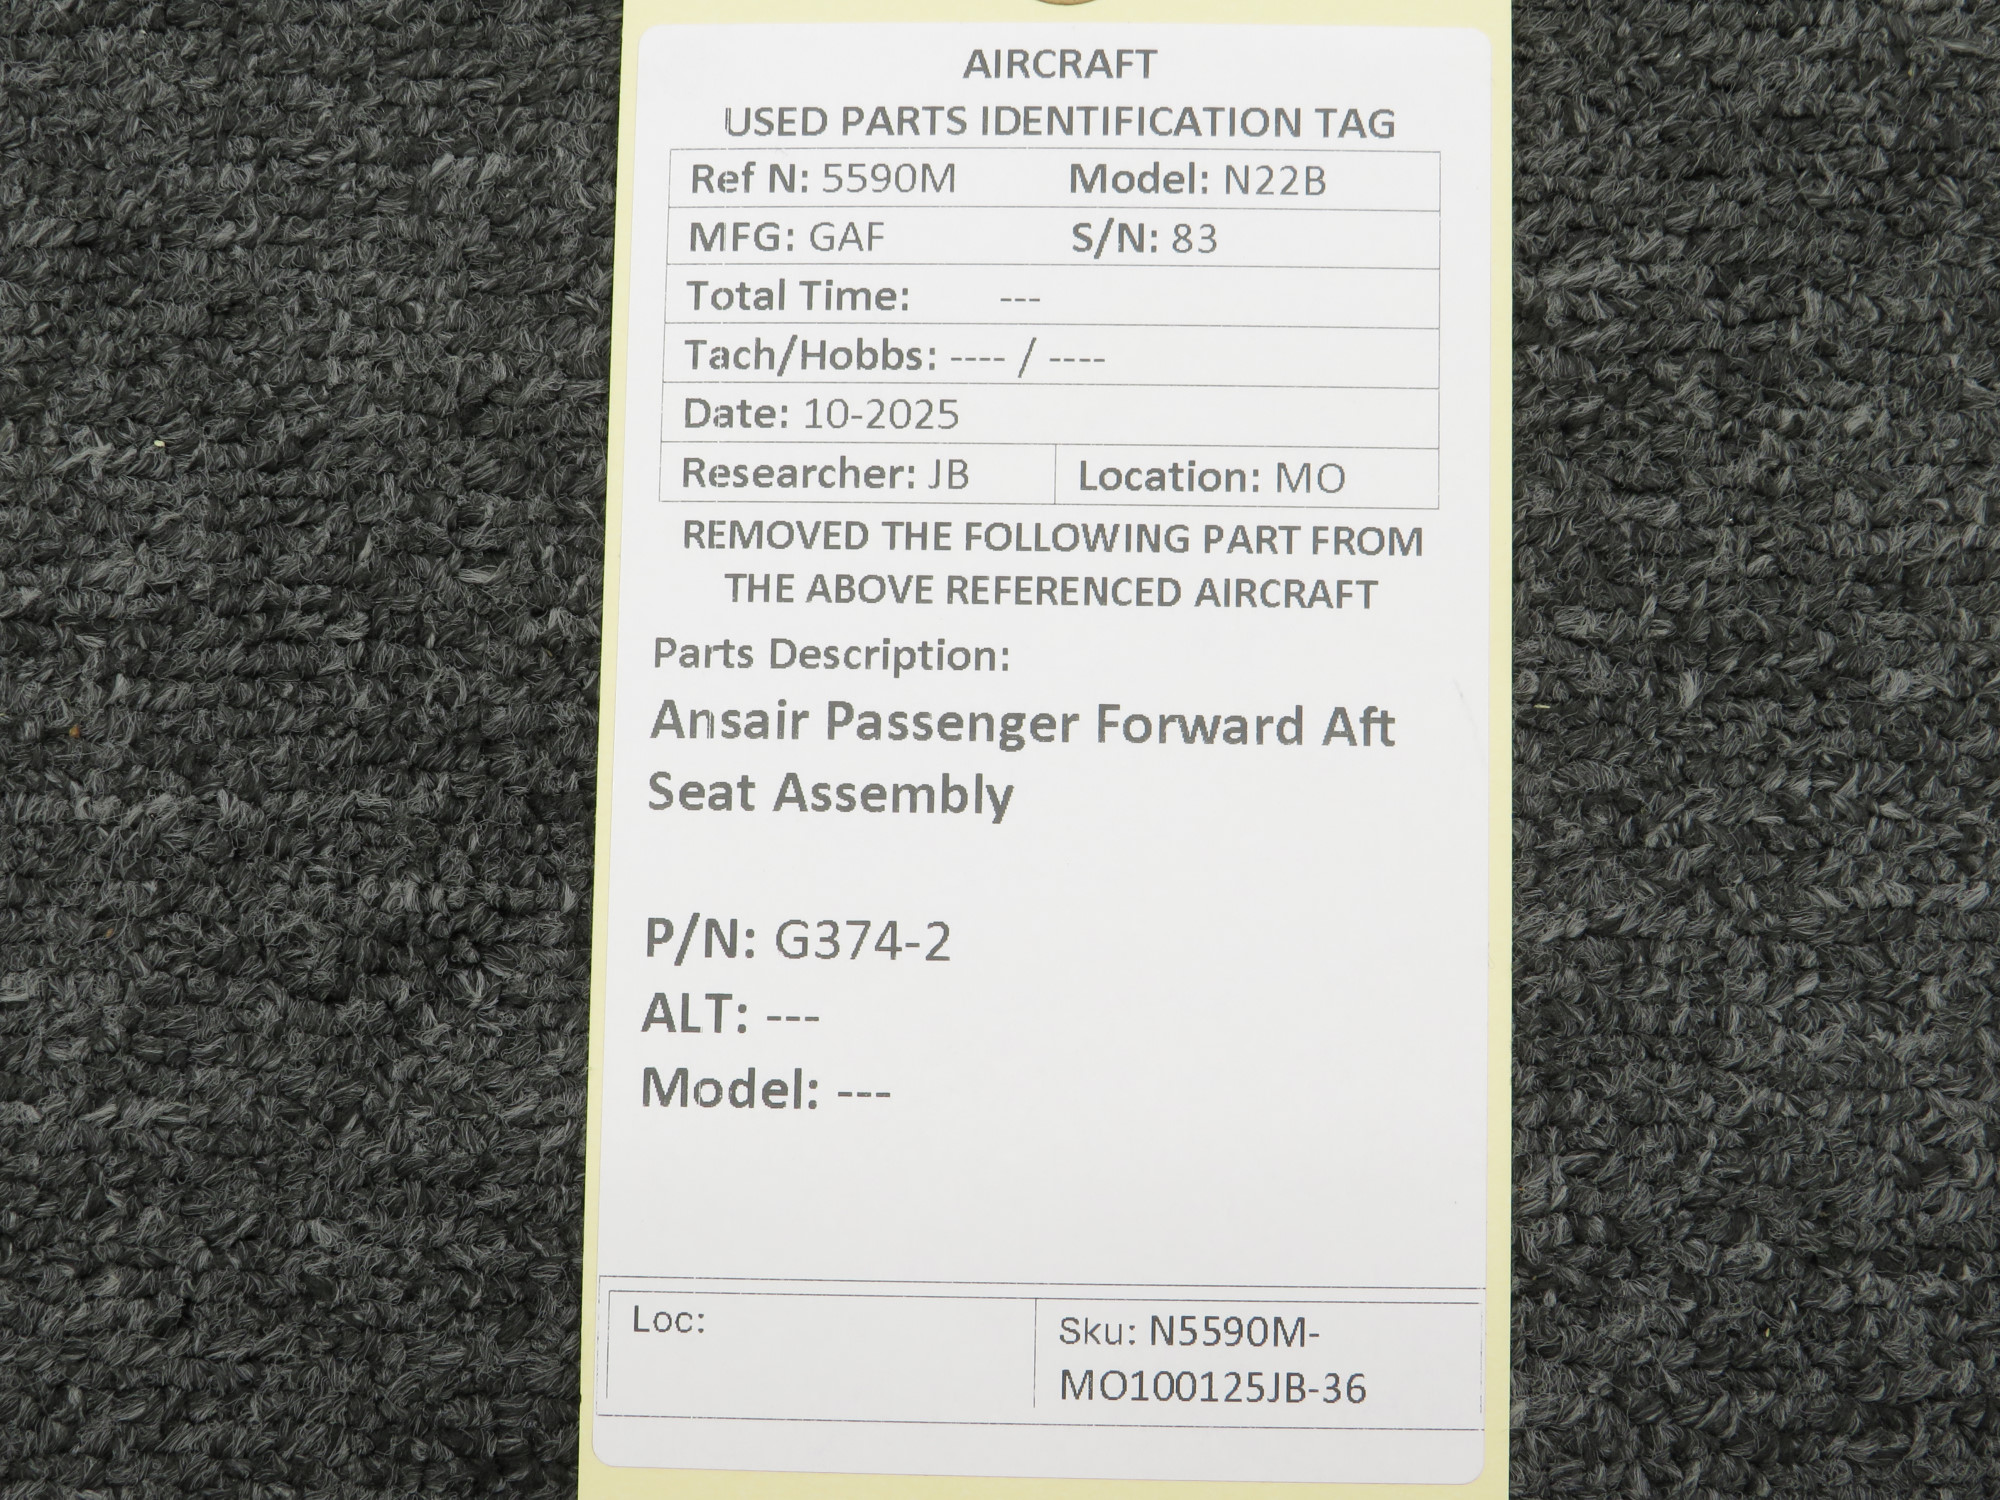 AIRCRAFT
USED PARTS IDENTIFICATION TAG
Ref N: 5590M Model: N22B
MFG: GAF S/N: 83
Total Time: ---
Tach/Hobbs: ---- / ----
Date: 10-2025
Researcher: JB Location: MO
REMOVED THE FOLLOWING PART FROM
THE ABOVE REFERENCED AIRCRAFT
Parts Description:
Ansair Passenger Forward Aft
Seat Assembly
P/N: G374-2
ALT: ---
Model: ---
Loc: Sku: N5590M-
MO100125JB-36